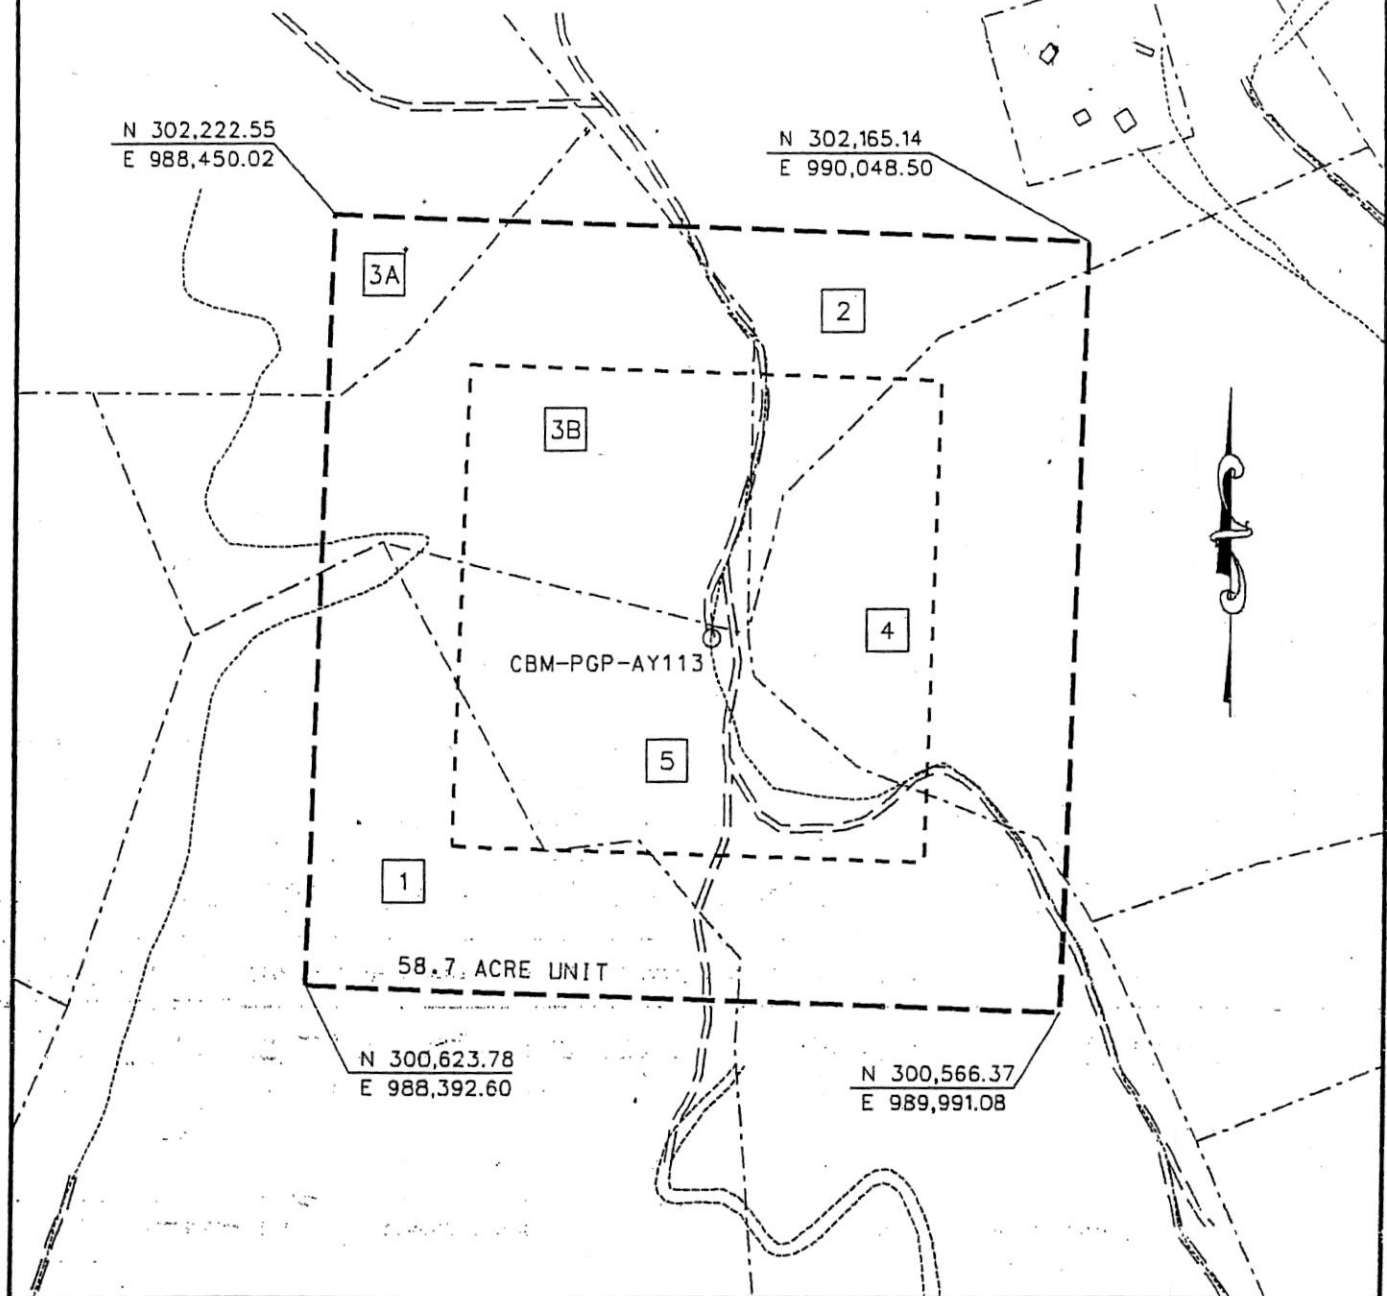 N 302,222.55
E 988,450.02
N 302,165.14
E 990,048.50
3A
2
3B
4
CBM-PGP-AY113
5
1
58.7 ACRE UNIT
N 300,623.78
E 988,392.60
N 300,566.37
E 989,991.08